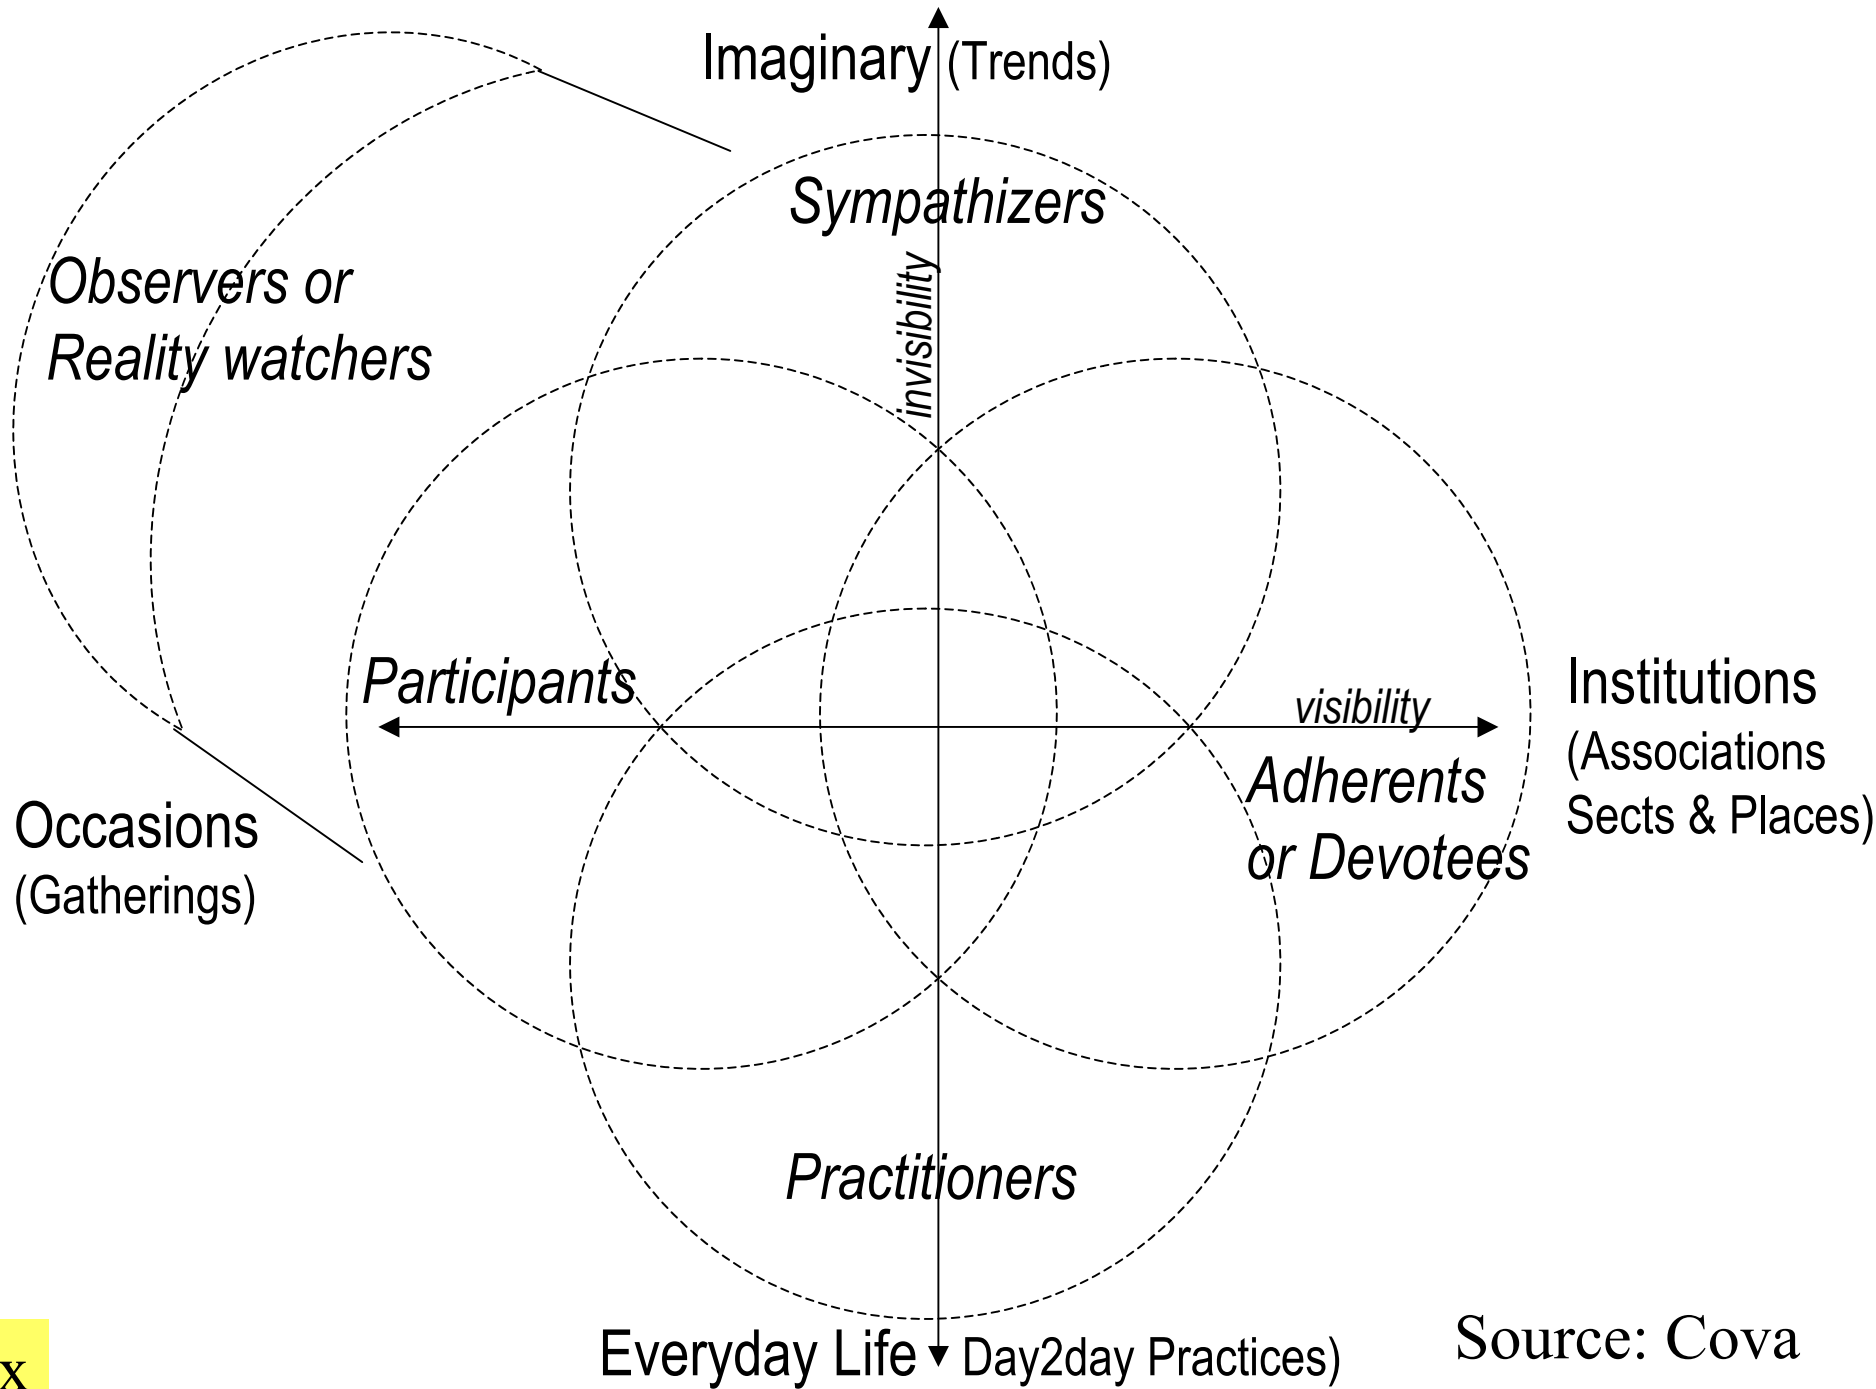 Imaginary (Trends)
Sympathizers
invisibility
Observers or
Reality watchers
Participants
visibility
Institutions
(Associations
Sects & Places)
Adherents
or Devotees
Occasions
(Gatherings)
Practitioners
Everyday Life Day2day Practices)
Source: Cova
x